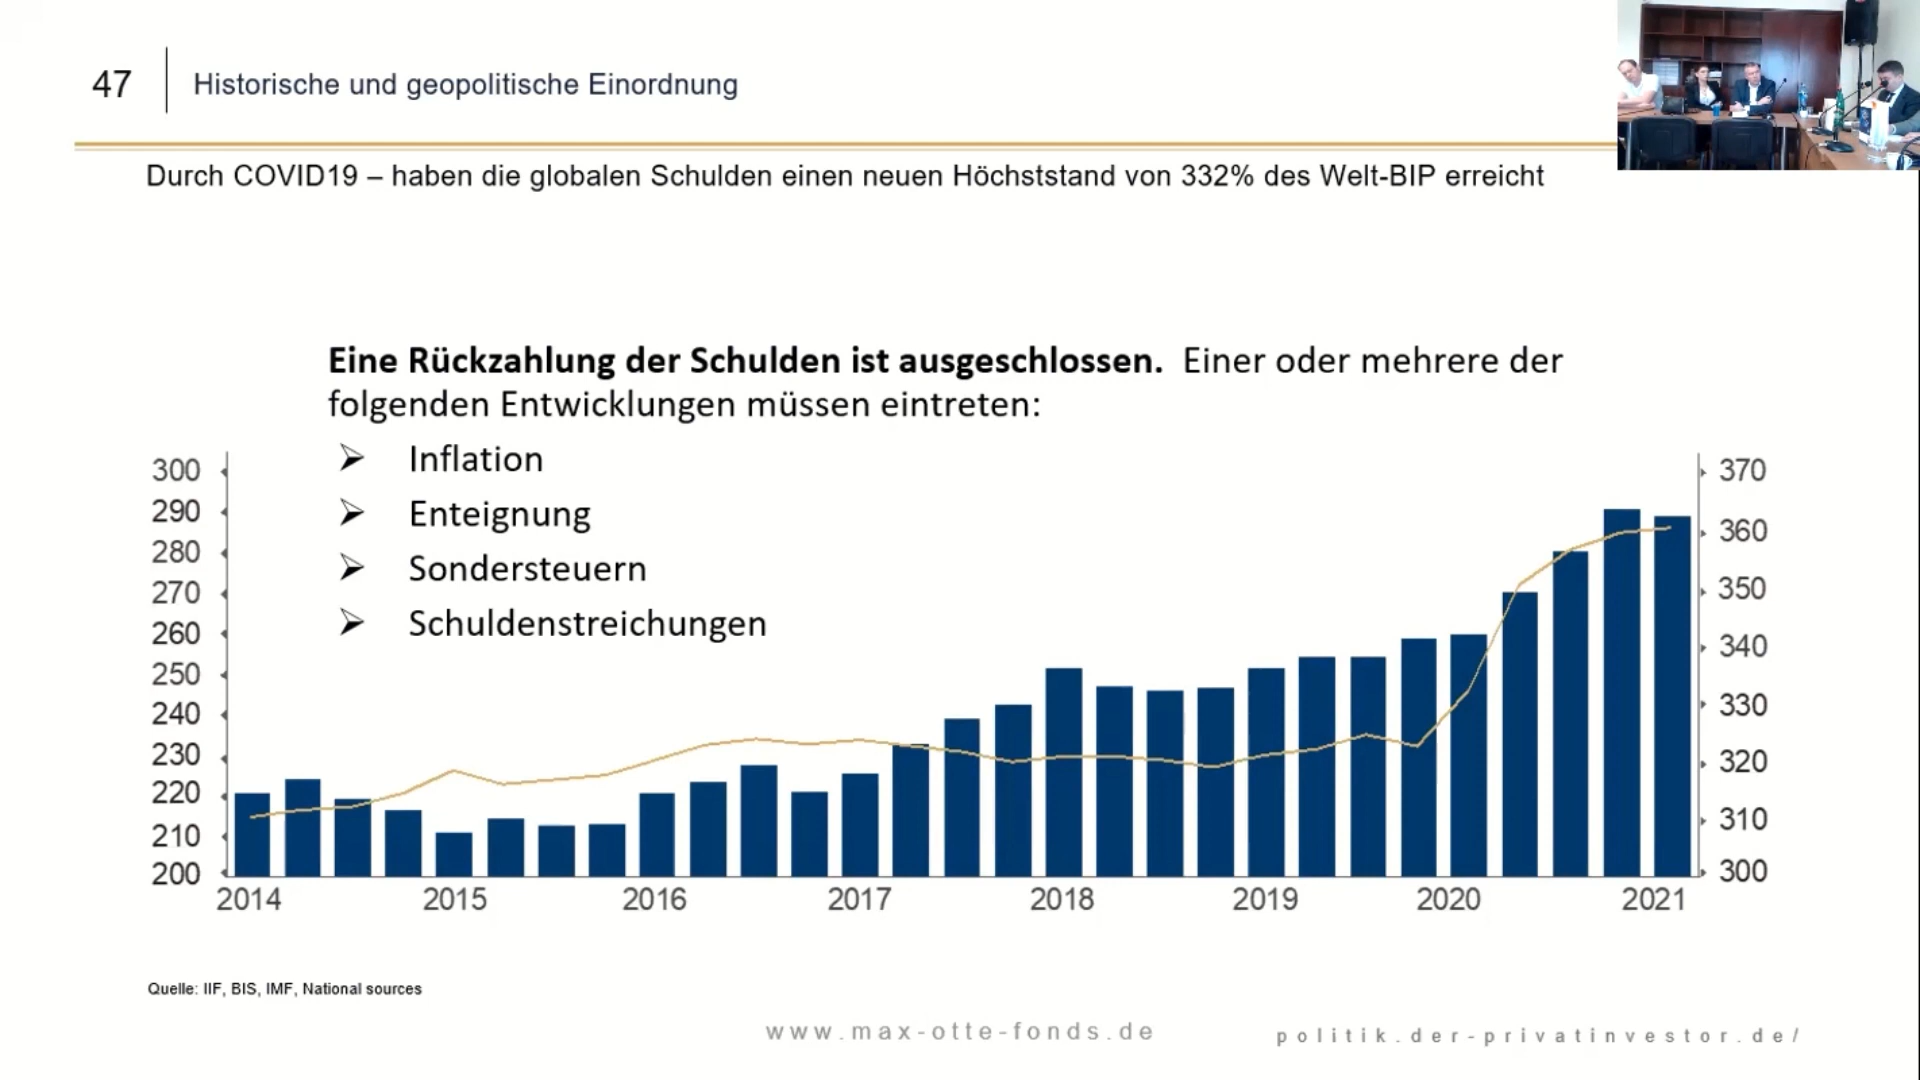 47
Historische und geopolitische Einordnung
Durch COVID19 – haben die globalen Schulden einen neuen Höchststand von 332% des Welt-BIP erreicht
Eine Rückzahlung der Schulden ist ausgeschlossen. Einer oder mehrere der
folgenden Entwicklungen müssen eintreten:
➢ Inflation
➢ Enteignung
➢ Sondersteuern
➢ Schuldenstreichungen
300
290
280
270
260
250
240
230
220
210
200
370
360
350
340
330
320
310
300
2014 2015 2016 2017 2018 2019 2020 2021
Quelle: IIF, BIS, IMF, National sources
www.max-otte-fonds.de
politik.der-privatinvestor.de/